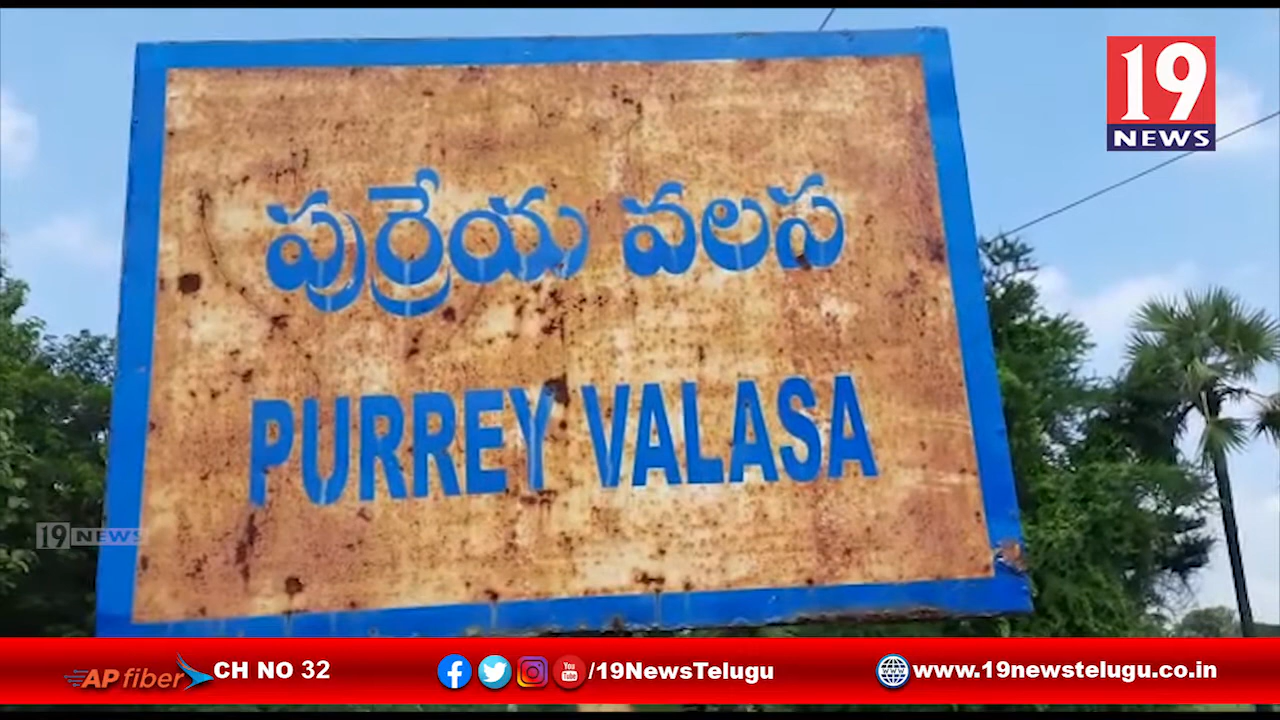 19
NEWS
పుర్రేయ వలస
PURREY VALASA
19 NEWS
AP fiber CH NO 32
/19NewsTelugu
www.19newstelugu.co.in